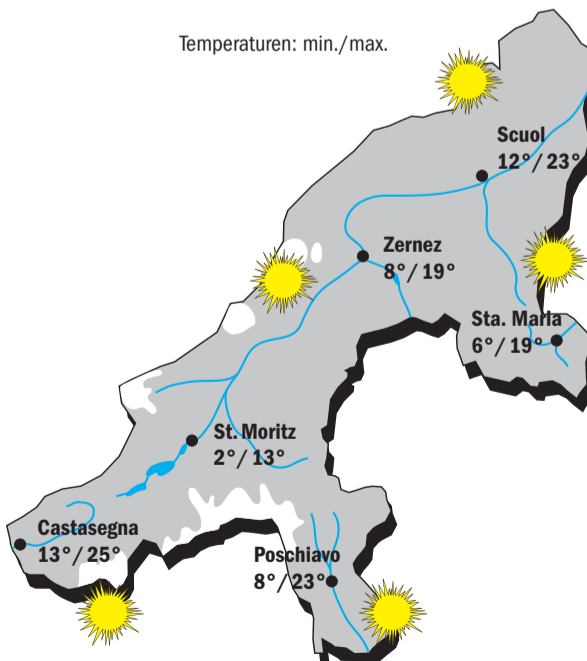 Temperaturen: min./max.
Scuol
12°/23°
Zernez
8°/19°
Sta. Maria
6°/19°
St. Moritz
2°/13°
Castasegna
13°/25°
Poschiavo
8°/23°